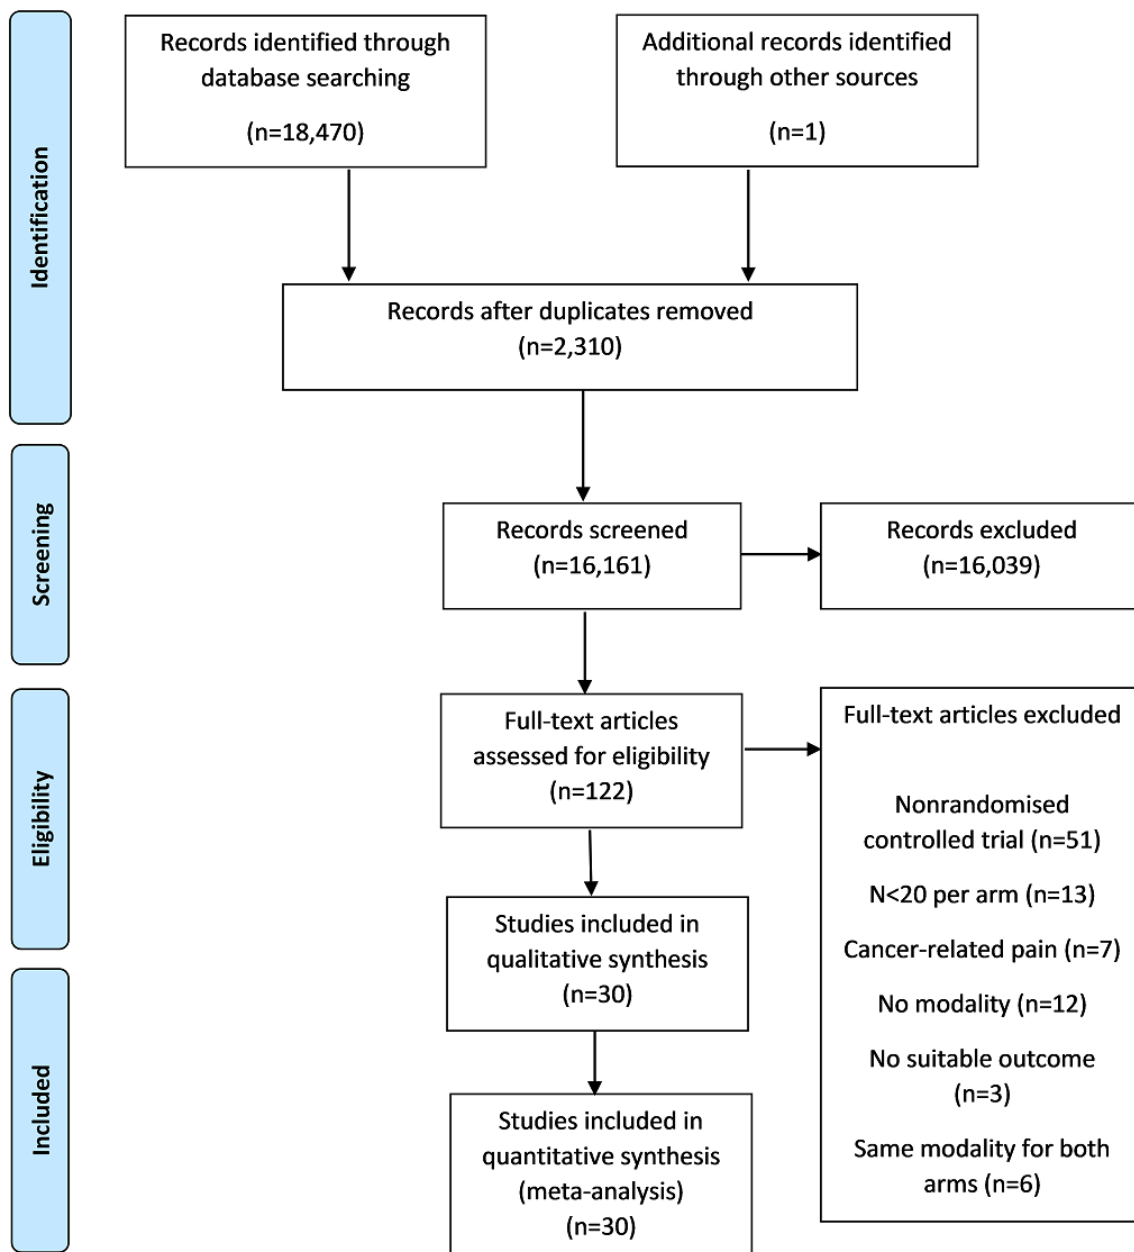 Identification
Records identified through
database searching
(n=18,470)
Additional records identified
through other sources
(n=1)
Records after duplicates removed
(n=2,310)
Screening
Records screened
(n=16,161)
Records excluded
(n=16,039)
Eligibility
Full-text articles
assessed for eligibility
(n=122)
Full-text articles excluded
Nonrandomised
controlled trial (n=51)
N<20 per arm (n=13)
Cancer-related pain (n=7)
No modality (n=12)
No suitable outcome
(n=3)
Same modality for both
arms (n=6)
Studies included in
qualitative synthesis
(n=30)
Included
Studies included in
quantitative synthesis
(meta-analysis)
(n=30)